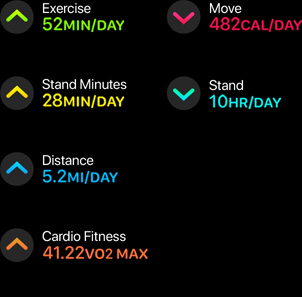 Exercise
52MIN/DAY
Move
482CAL/DAY
Stand Minutes
28MIN/DAY
Stand
10HR/DAY
Distance
5.2MI/DAY
Cardio Fitness
41.22VO2 MAX